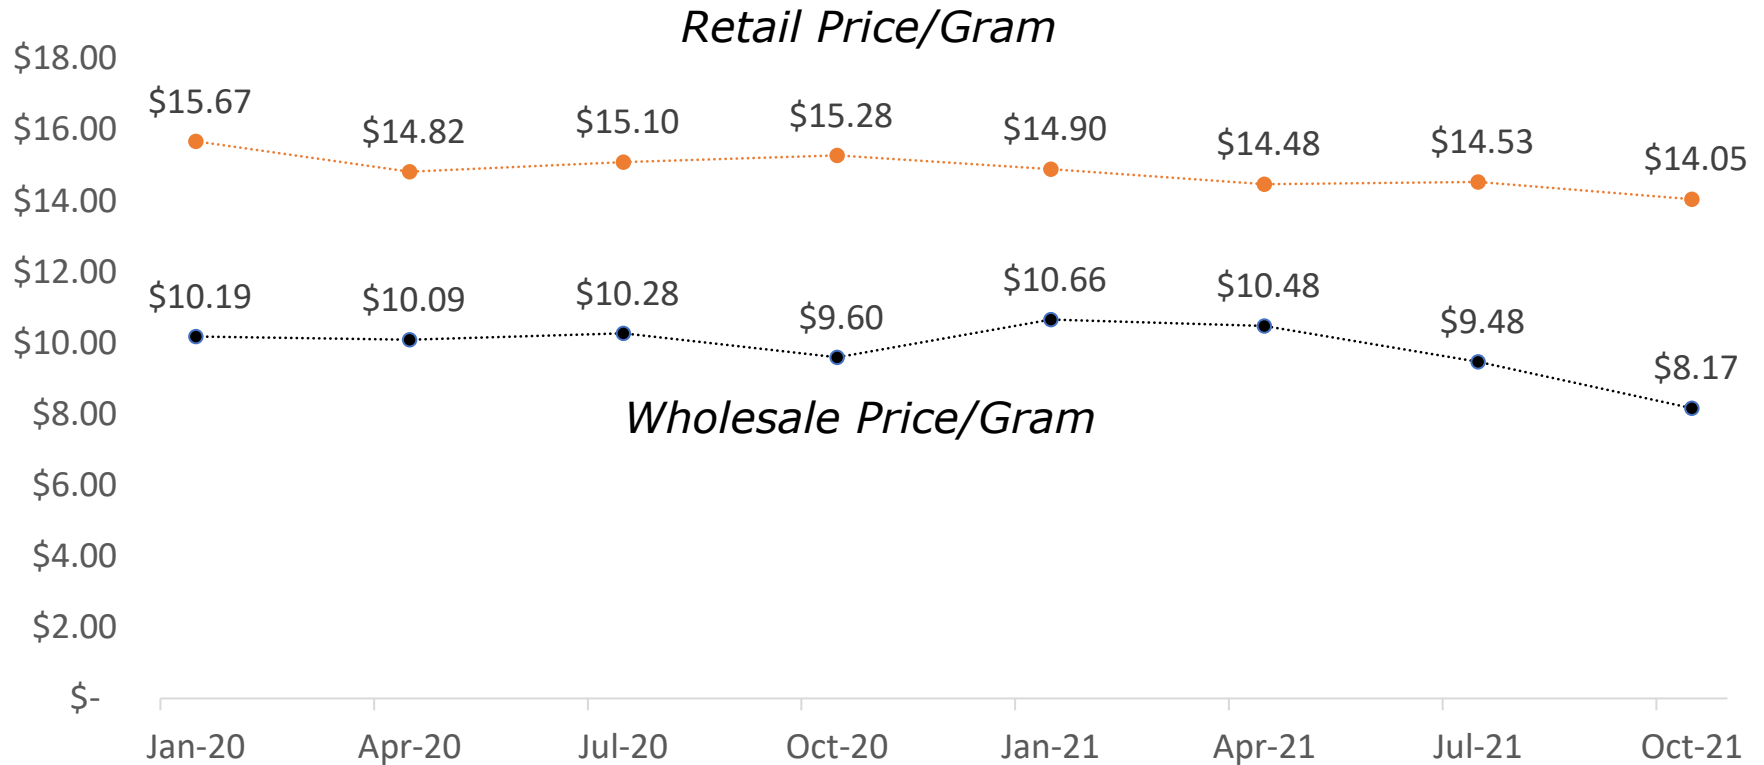 Retail Price/Gram
$18.00
$16.00
$14.00
$12.00
$10.00
$8.00
$6.00
$4.00
$2.00
$-
$15.67 $14.82 $15.10 $15.28 $14.90 $14.48 $14.53 $14.05
$10.19 $10.09 $10.28 $9.60 $10.66 $10.48 $9.48 $8.17
Wholesale Price/Gram
Jan-20 Apr-20 Jul-20 Oct-20 Jan-21 Apr-21 Jul-21 Oct-21